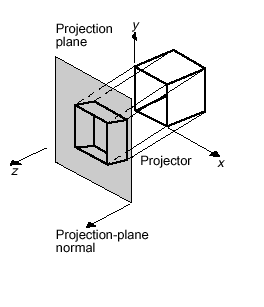 Projection
plane
y
Projector
x
z
Projection-plane
normal